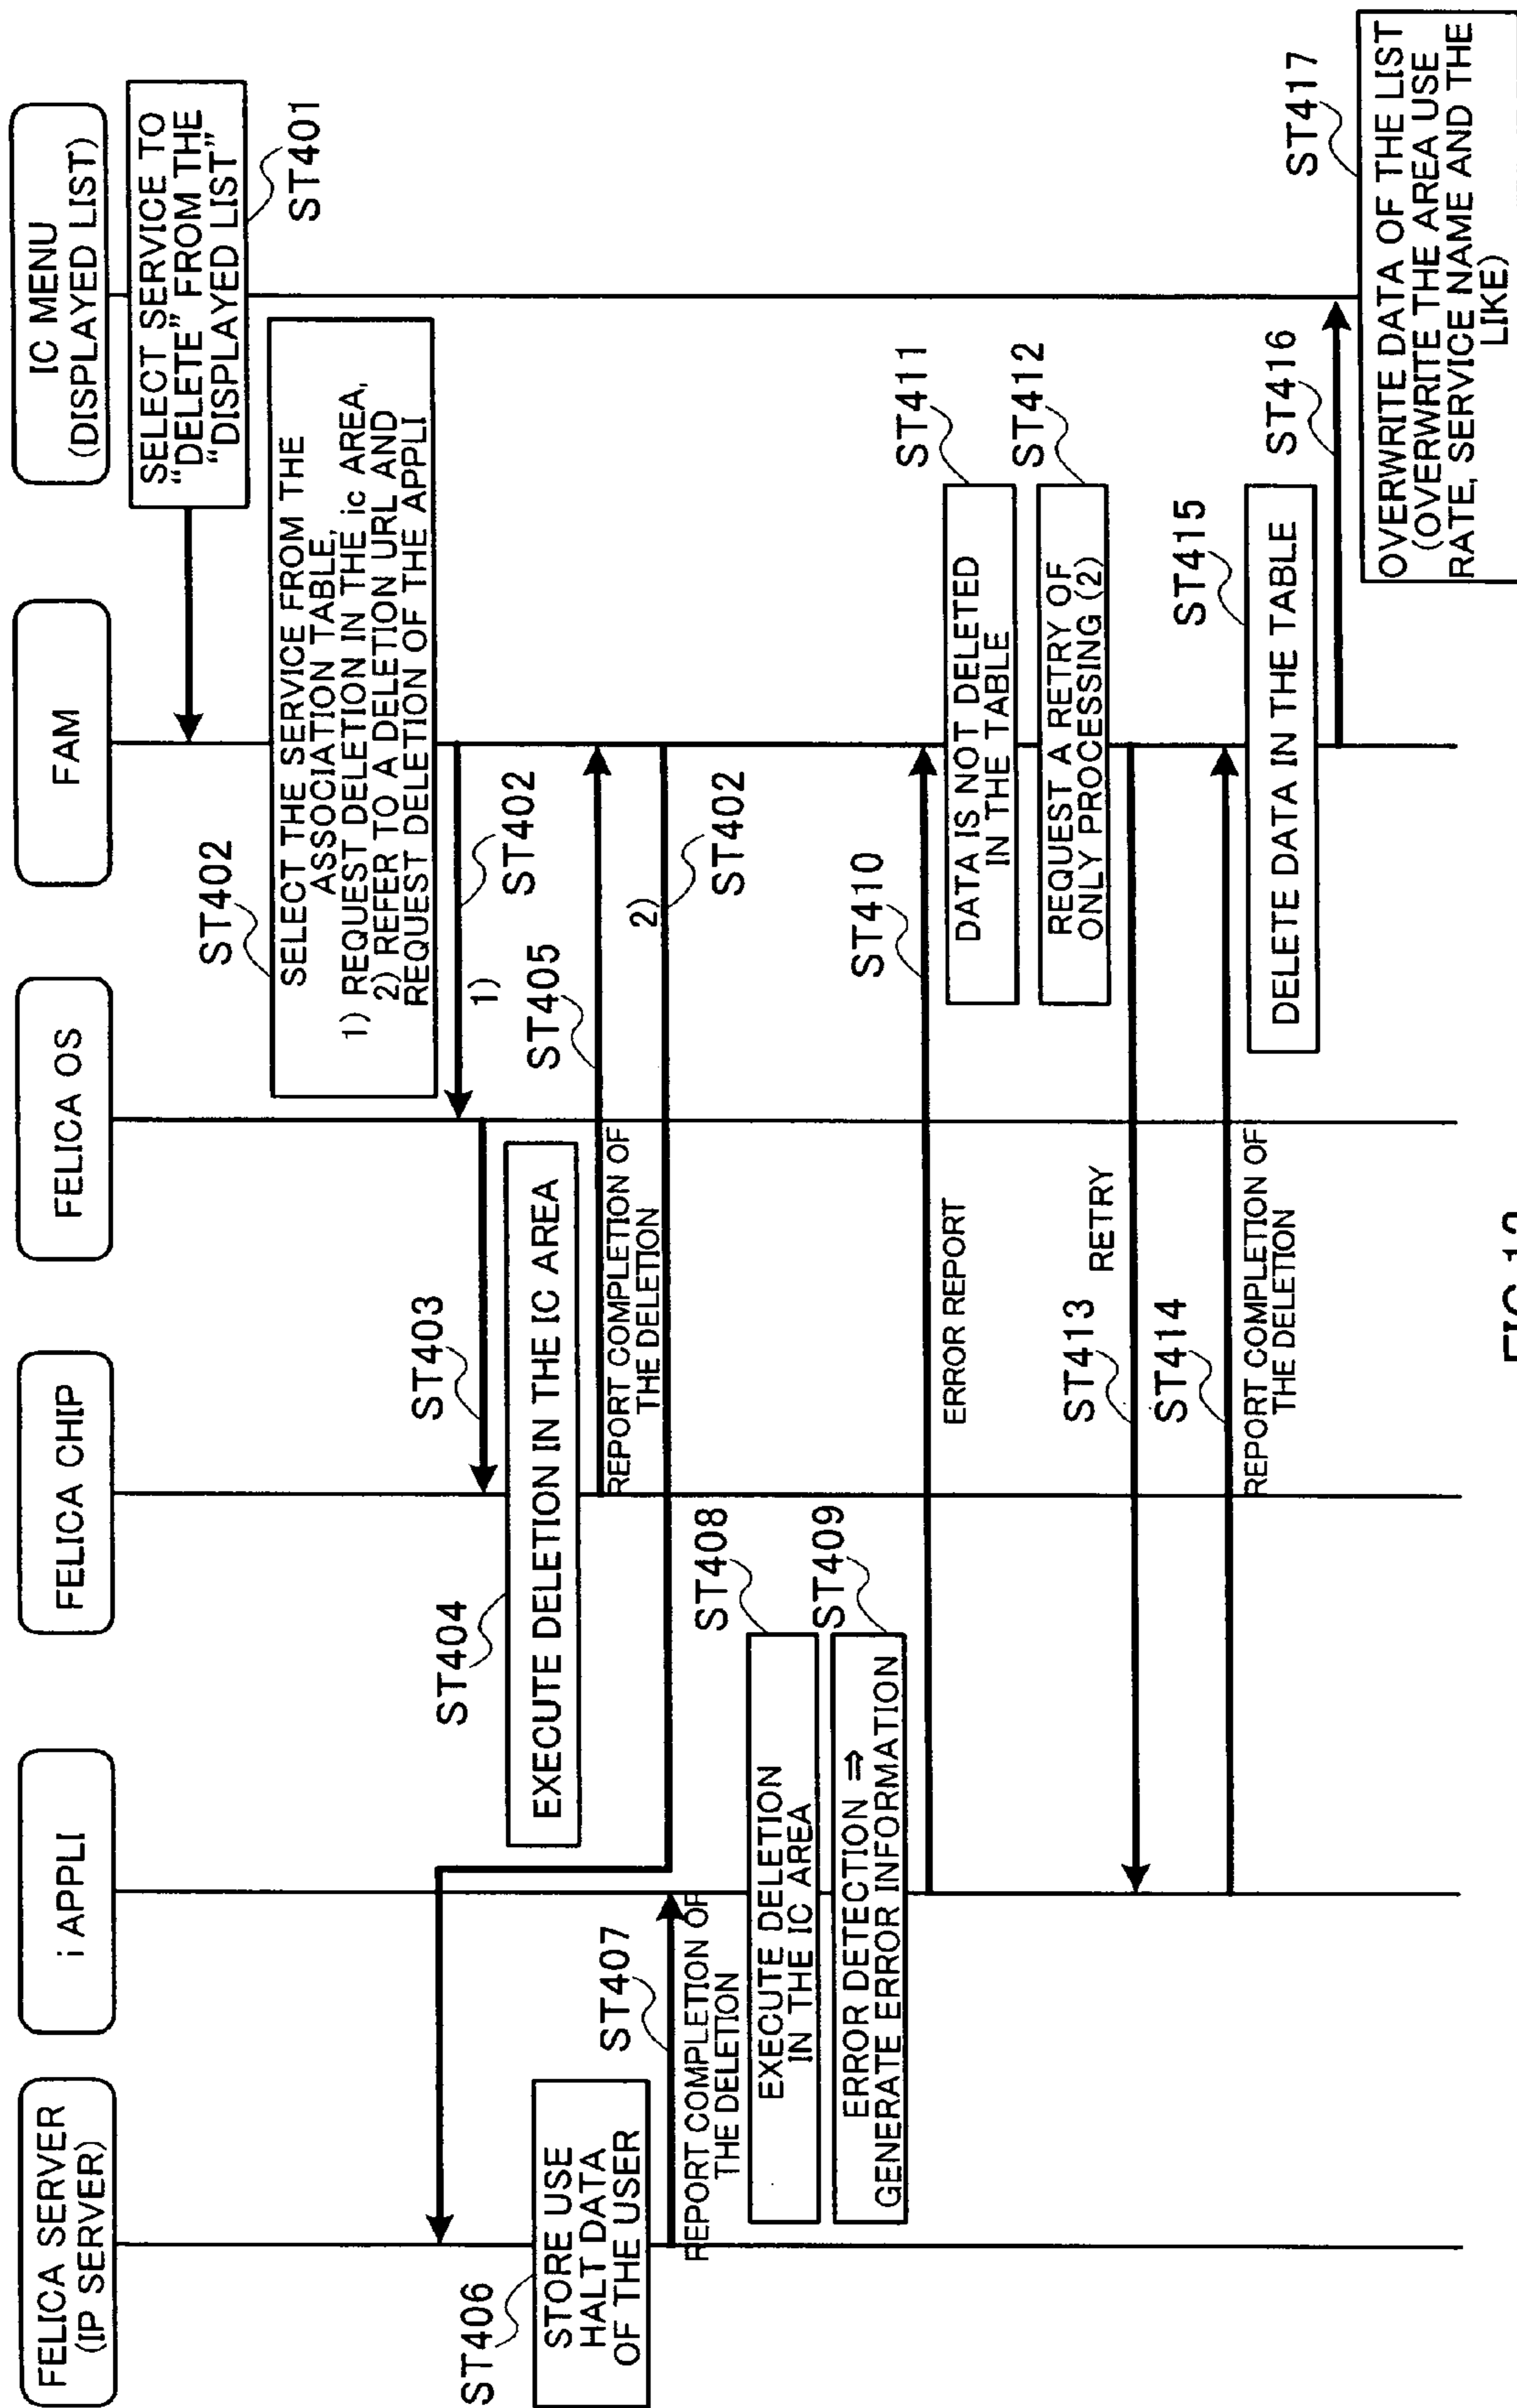 FELICA SERVER
(IP SERVER)
i APPLI
FELICA CHIP
FELICA OS
FAM
IC MENU
(DISPLAYED LIST)
SELECT SERVICE TO
“DELETE” FROM THE
“DISPLAYED LIST”
ST401
ST402
SELECT THE SERVICE FROM THE
ASSOCIATION TABLE,
1) REQUEST DELETION IN THE ic AREA,
2) REFER TO A DELETION URL AND
REQUEST DELETION OF THE APPLI
1)
ST402
ST403
ST404
EXECUTE DELETION IN THE IC AREA
ST405
REPORT COMPLETION OF
THE DELETION
2)
ST402
ST406
STORE USE
HALT DATA
OF THE USER
ST407
REPORT COMPLETION OF
THE DELETION
ST408
EXECUTE DELETION
IN THE IC AREA
ST409
ERROR DETECTION ⇒
GENERATE ERROR INFORMATION
ST410
ERROR REPORT
ST411
DATA IS NOT DELETED
IN THE TABLE
ST412
REQUEST A RETRY OF
ONLY PROCESSING (2)
RETRY
ST413
ST414
REPORT COMPLETION OF
THE DELETION
ST415
DELETE DATA IN THE TABLE
ST416
ST417
OVERWRITE DATA OF THE LIST
(OVERWRITE THE AREA USE
RATE, SERVICE NAME AND THE
LIKE)